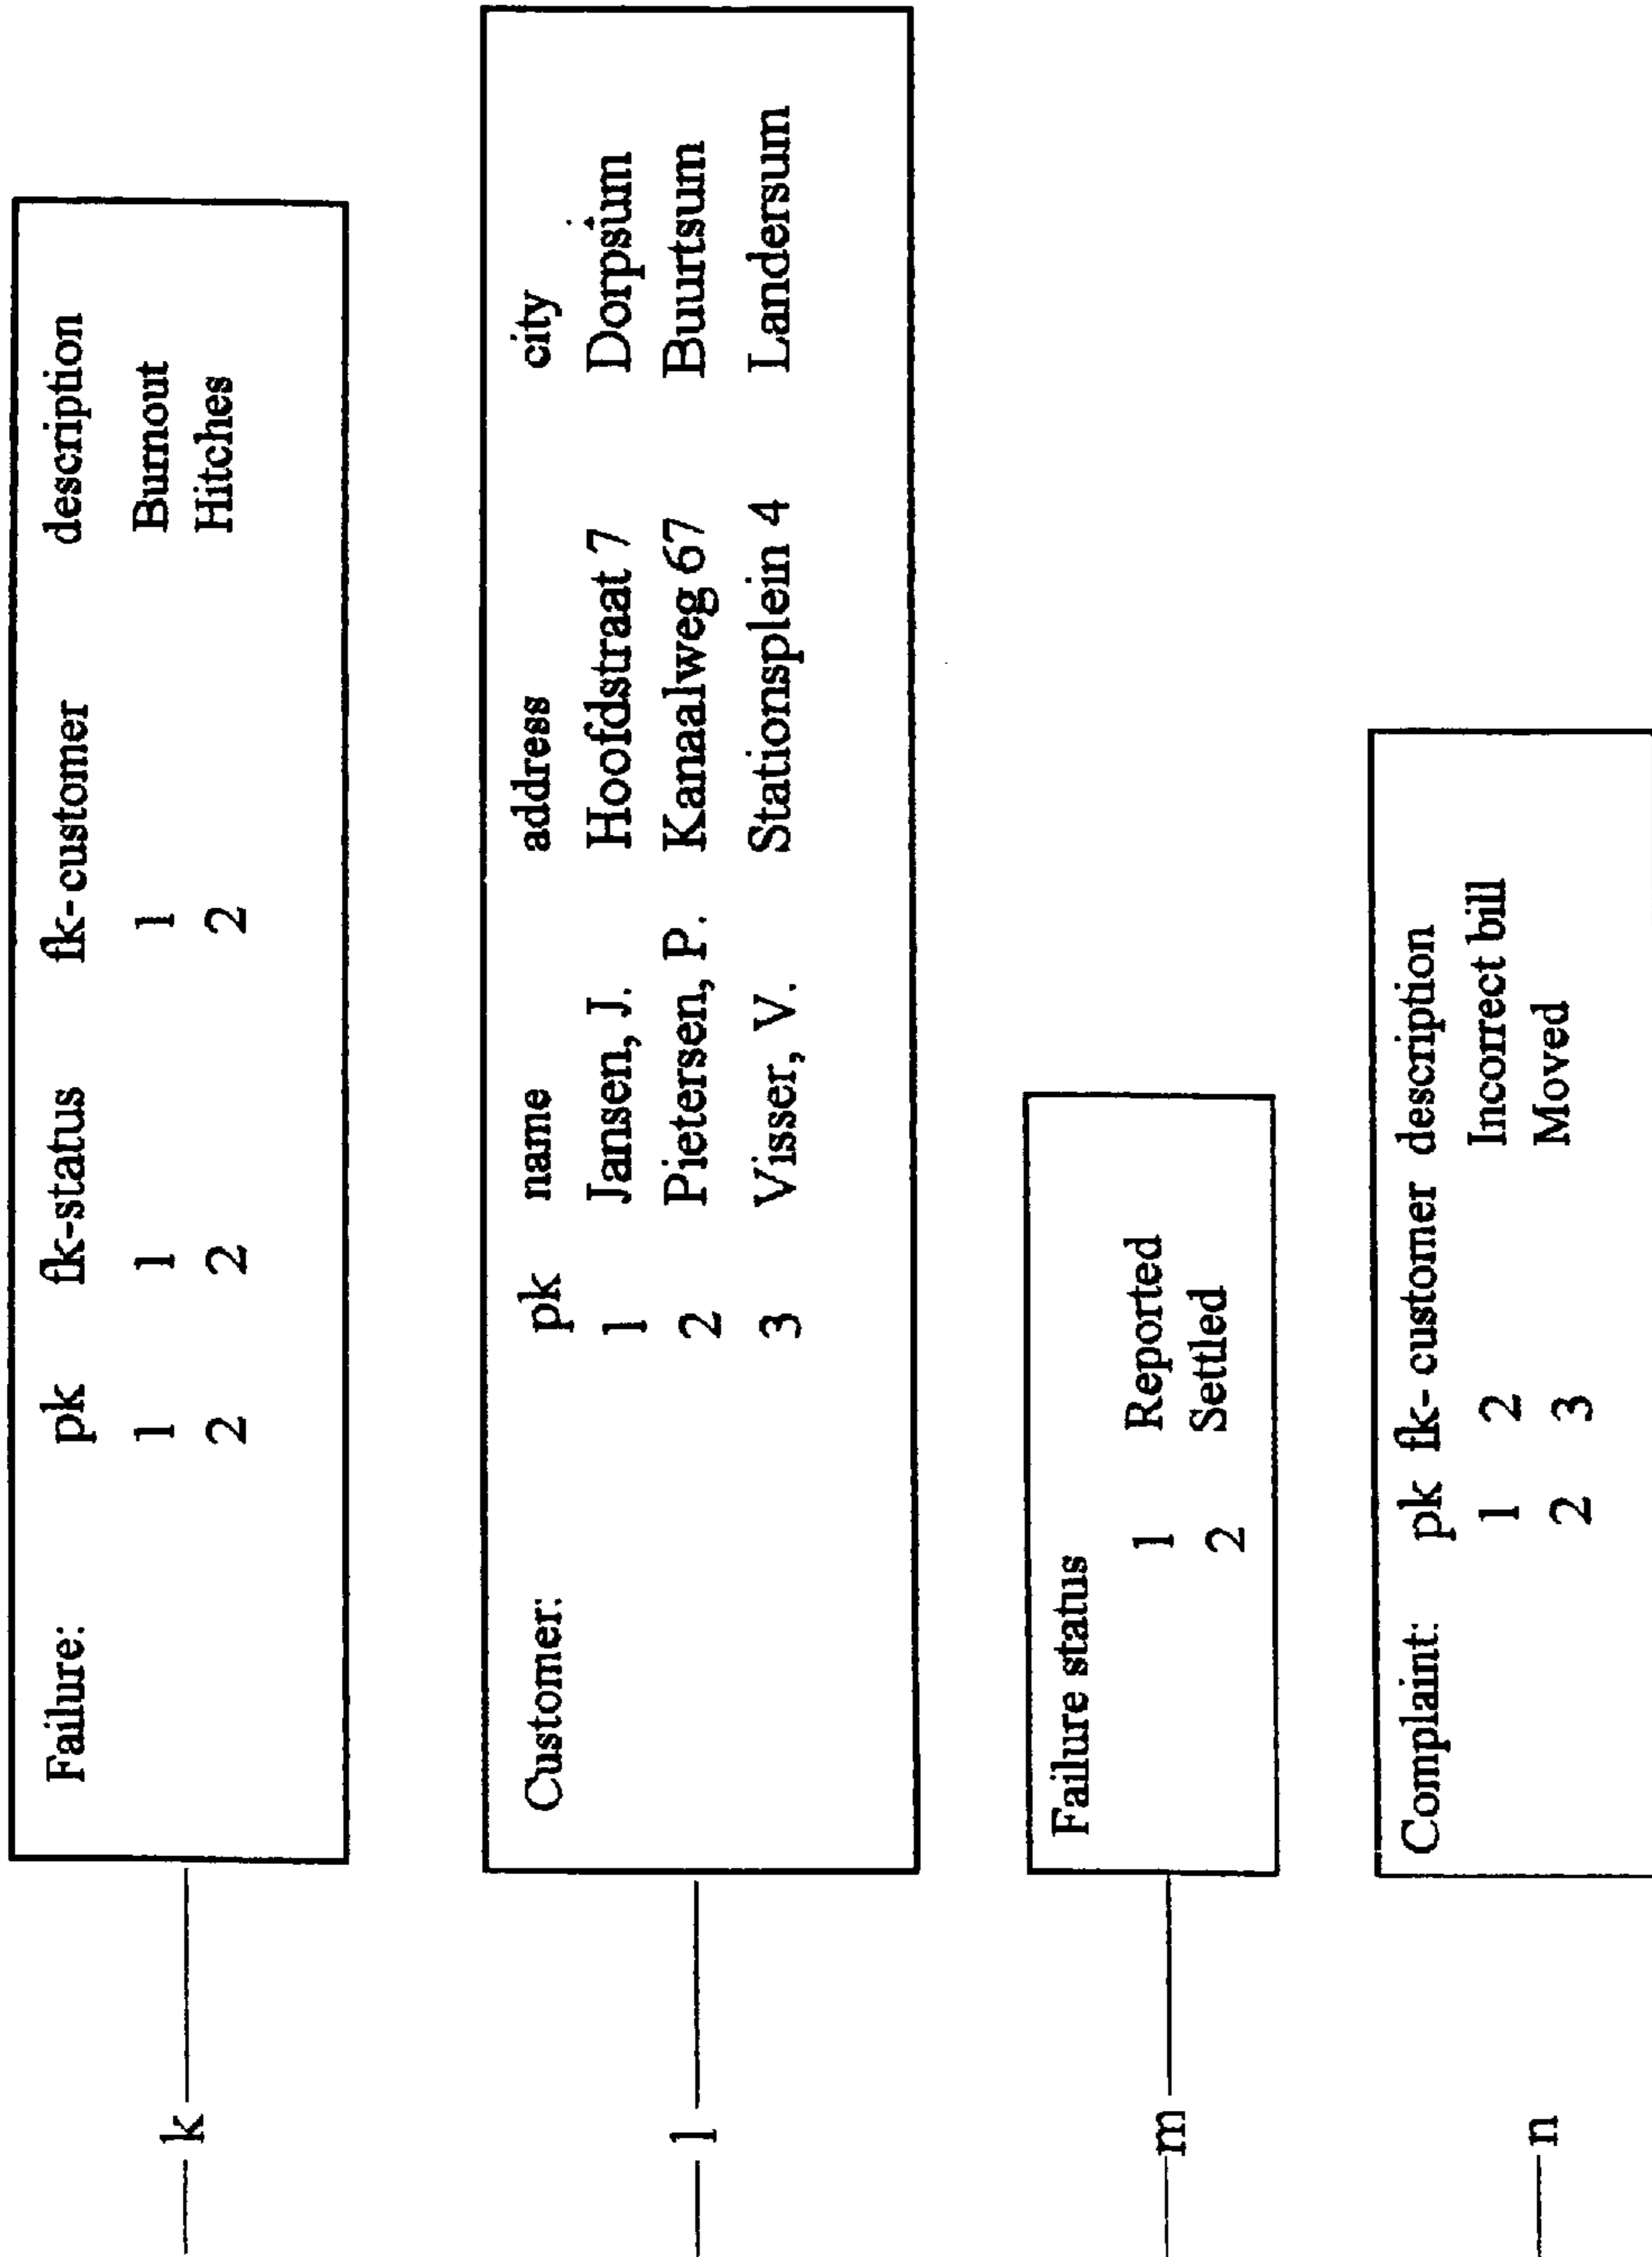 k
Failure: pk fk-status fk-customer description
1 1 1 Burnout
2 2 2 Hitches
l
Customer: pk name address city
1 Jansen, J. Hoofdstraat 7 Dorpsum
2 Pietersen, P. Kanaalweg 67 Buurtsum
3 Visser, V. Stationsplein 4 Landersum
m
Failure status
1 Reported
2 Settled
n
Complaint: pk fk-customer description
1 2 Incorrect bill
2 3 Moved